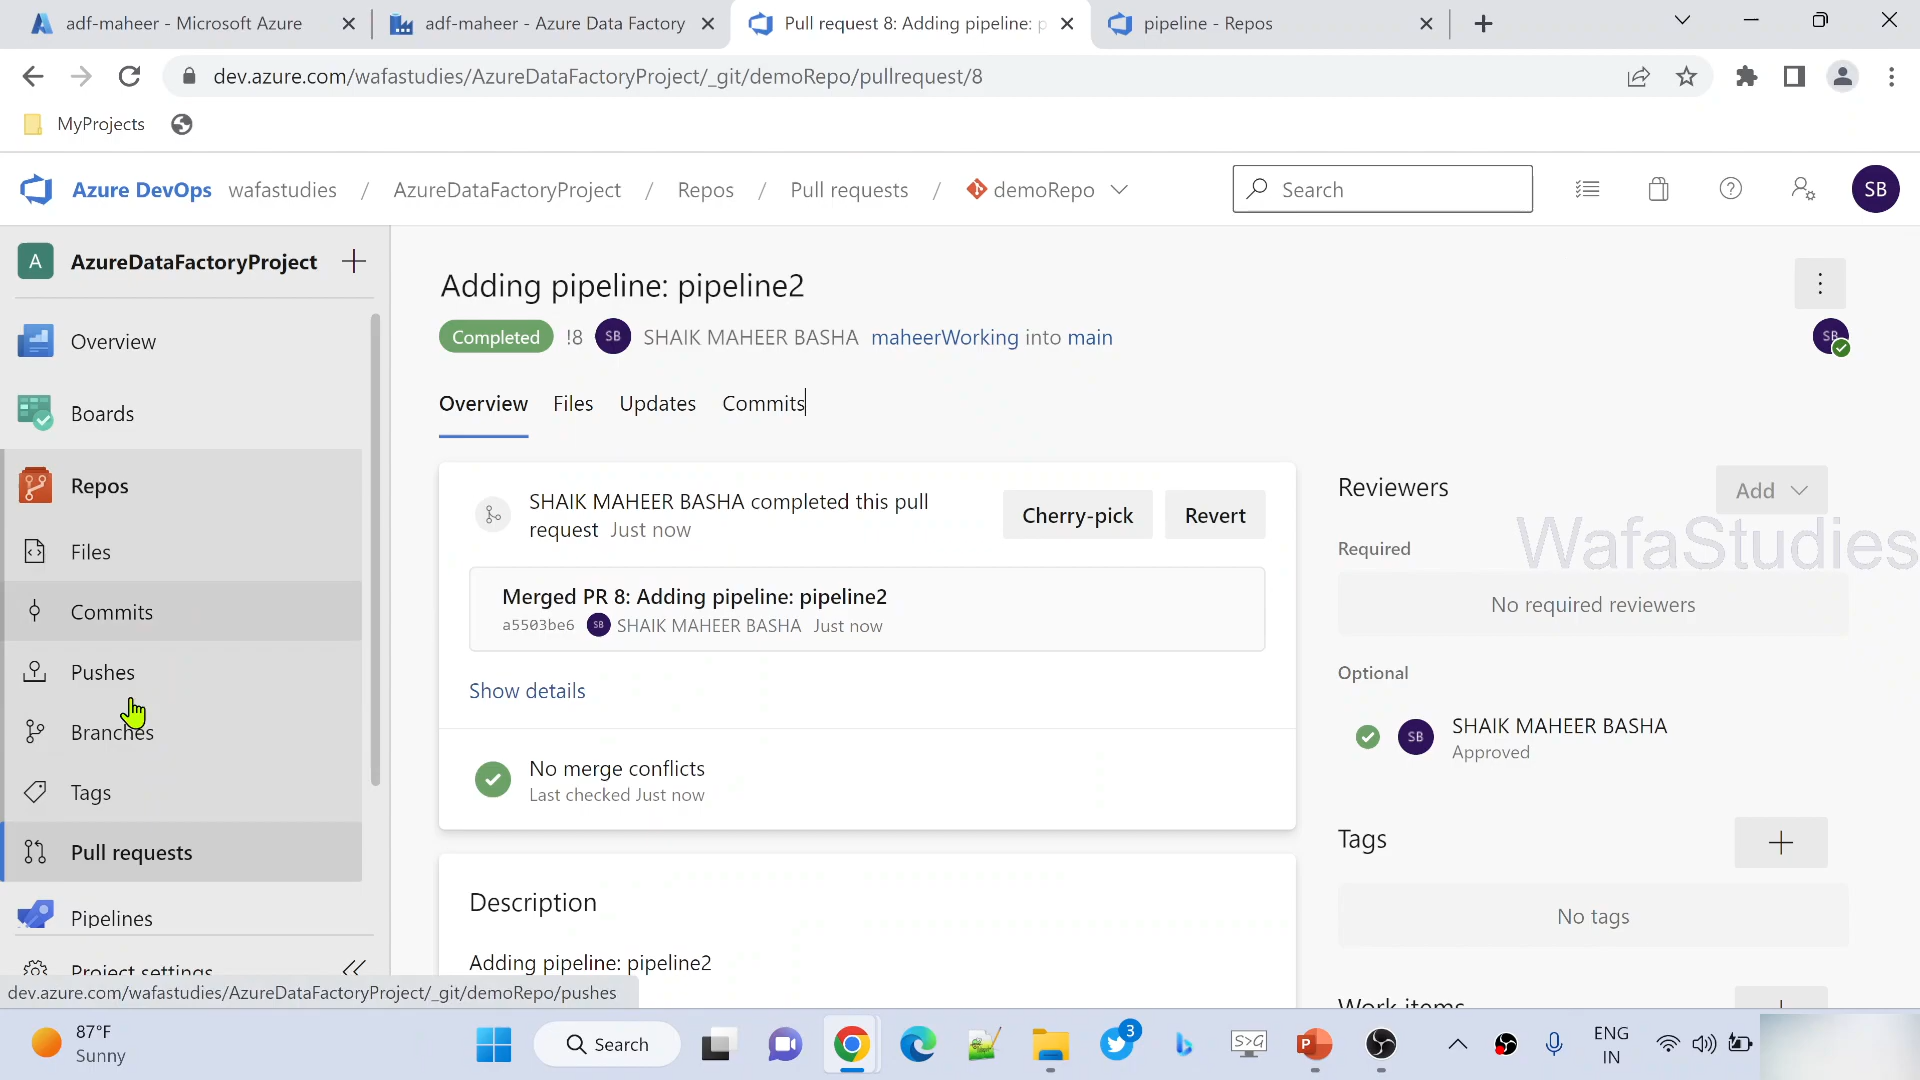 adf-maheer - Microsoft Azure
adf-maheer - Azure Data Factory
Pull request 8: Adding pipeline: p
pipeline - Repos
dev.azure.com/wafastudies/AzureDataFactoryProject/_git/demoRepo/pullrequest/8
MyProjects
Azure DevOps wafastudies / AzureDataFactoryProject / Repos / Pull requests / demoRepo
Search
SB
A AzureDataFactoryProject
Overview
Boards
Repos
Files
Commits
Pushes
Branches
Tags
Pull requests
Pipelines
Project settings
dev.azure.com/wafastudies/AzureDataFactoryProject/_git/demoRepo/pushes
Adding pipeline: pipeline2
Completed !8 SB SHAIK MAHEER BASHA maheerWorking into main
SB
Overview Files Updates Commits
SHAIK MAHEER BASHA completed this pull
request Just now
Cherry-pick
Revert
Merged PR 8: Adding pipeline: pipeline2
a5503be6 SB SHAIK MAHEER BASHA Just now
Show details
No merge conflicts
Last checked Just now
Description
Adding pipeline: pipeline2
Reviewers
Add
WafaStudies
Required
No required reviewers
Optional
SB SHAIK MAHEER BASHA
Approved
Tags
No tags
Work items
87°F
Sunny
Search
3
S>G
P
ENG
IN